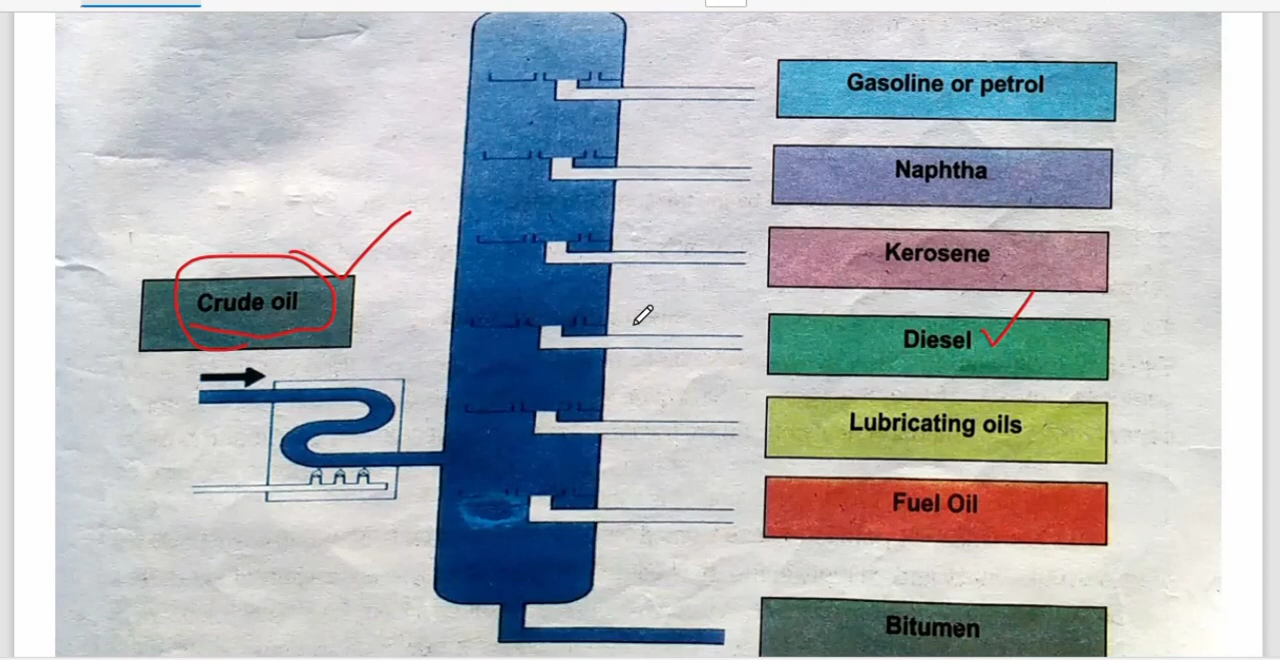 Gasoline or petrol
Naphtha
Kerosene
Crude oil
Diesel
Lubricating oils
Fuel Oil
Bitumen